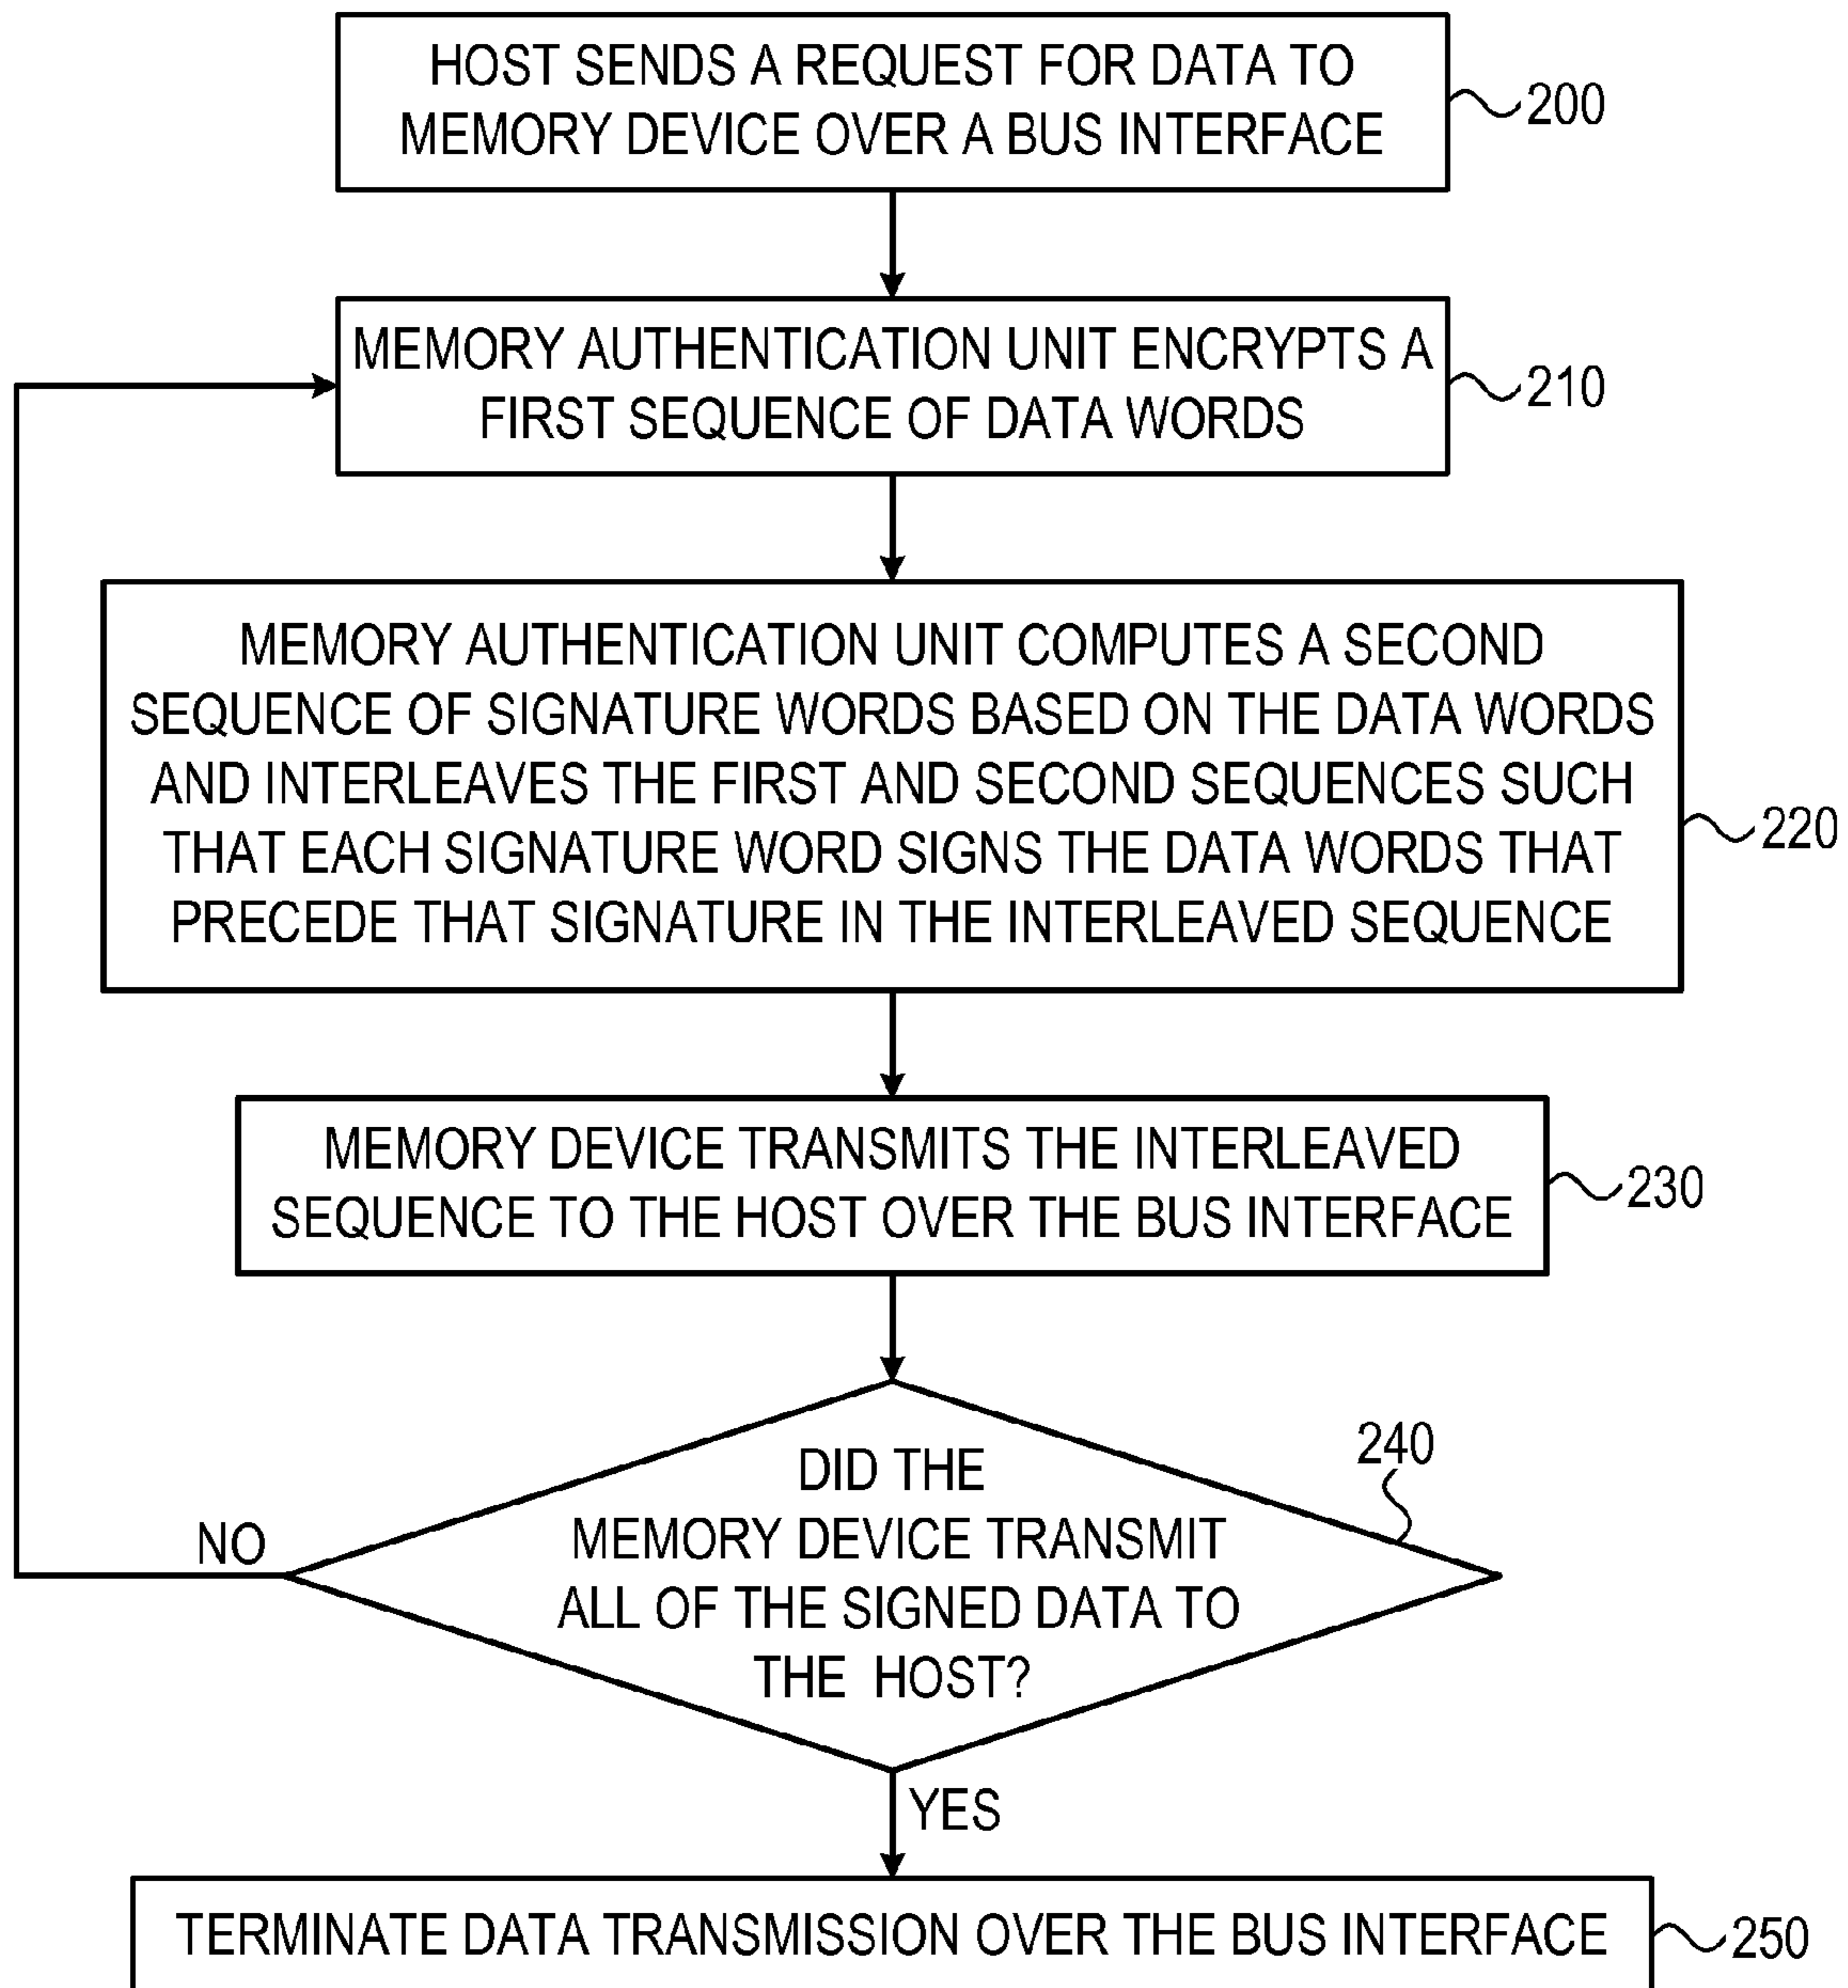 HOST SENDS A REQUEST FOR DATA TO
MEMORY DEVICE OVER A BUS INTERFACE
200
MEMORY AUTHENTICATION UNIT ENCRYPTS A
FIRST SEQUENCE OF DATA WORDS
210
MEMORY AUTHENTICATION UNIT COMPUTES A SECOND
SEQUENCE OF SIGNATURE WORDS BASED ON THE DATA WORDS
AND INTERLEAVES THE FIRST AND SECOND SEQUENCES SUCH
THAT EACH SIGNATURE WORD SIGNS THE DATA WORDS THAT
PRECEDE THAT SIGNATURE IN THE INTERLEAVED SEQUENCE
220
MEMORY DEVICE TRANSMITS THE INTERLEAVED
SEQUENCE TO THE HOST OVER THE BUS INTERFACE
230
DID THE
MEMORY DEVICE TRANSMIT
ALL OF THE SIGNED DATA TO
THE HOST?
240
NO
YES
TERMINATE DATA TRANSMISSION OVER THE BUS INTERFACE
250